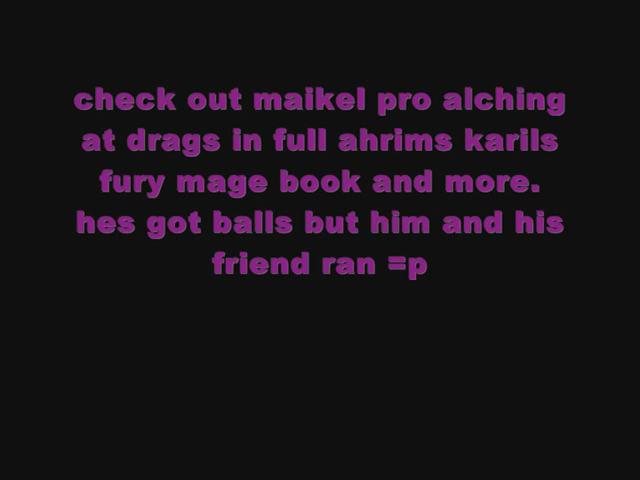 check out maikel pro alching
at drags in full ahrims karils
fury mage book and more.
hes got balls but him and his
friend ran =p